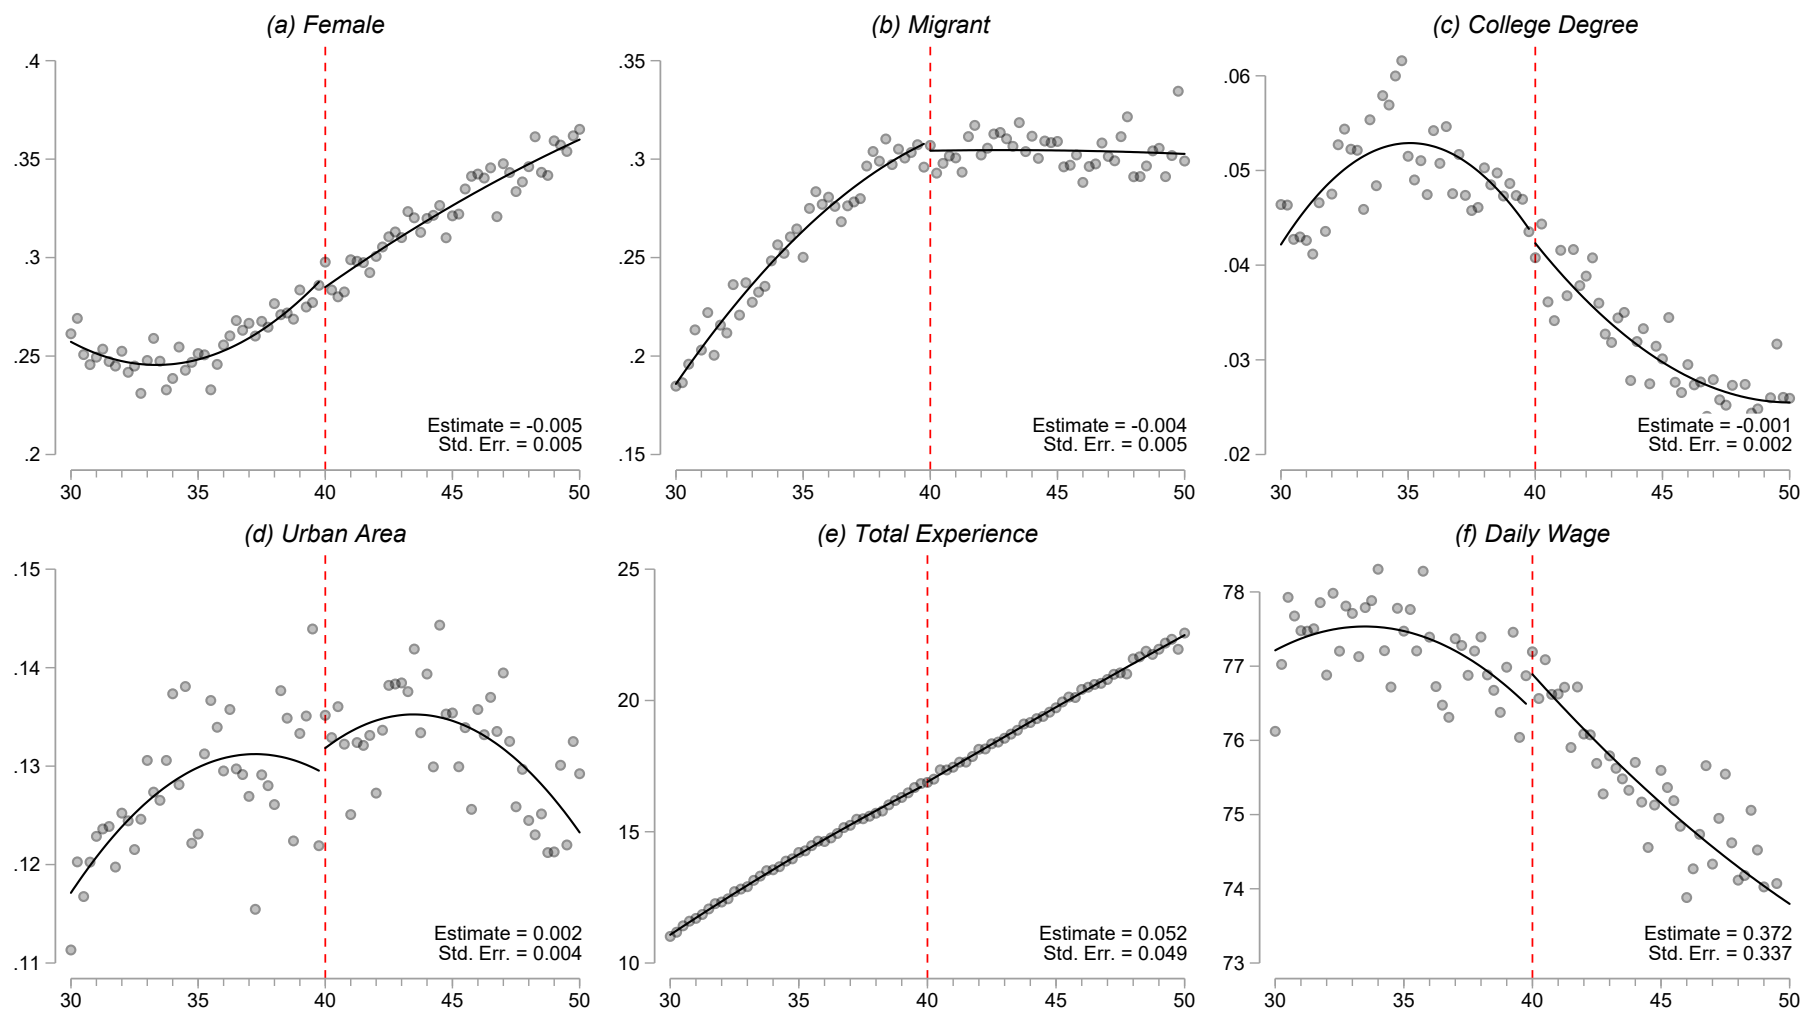 (a) Female
.4
.35
.3
.25
.2
Estimate = -0.005
Std. Err. = 0.005
30 35 40 45 50
(b) Migrant
.35
.3
.25
.2
.15
Estimate = -0.004
Std. Err. = 0.005
30 35 40 45 50
(c) College Degree
.06
.05
.04
.03
.02
Estimate = -0.001
Std. Err. = 0.002
30 35 40 45 50
(d) Urban Area
.15
.14
.13
.12
.11
Estimate = 0.002
Std. Err. = 0.004
30 35 40 45 50
(e) Total Experience
25
20
15
10
Estimate = 0.052
Std. Err. = 0.049
30 35 40 45 50
(f) Daily Wage
78
77
76
75
74
73
Estimate = 0.372
Std. Err. = 0.337
30 35 40 45 50